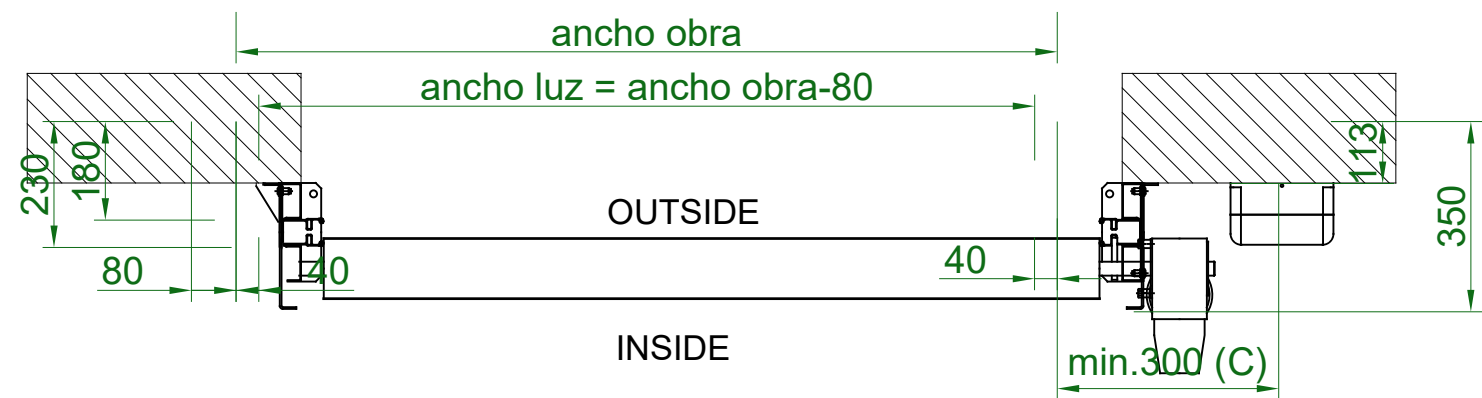 ancho obra
ancho luz = ancho obra-80
230
180
113
350
OUTSIDE
80
40
40
INSIDE
min.300 (C)